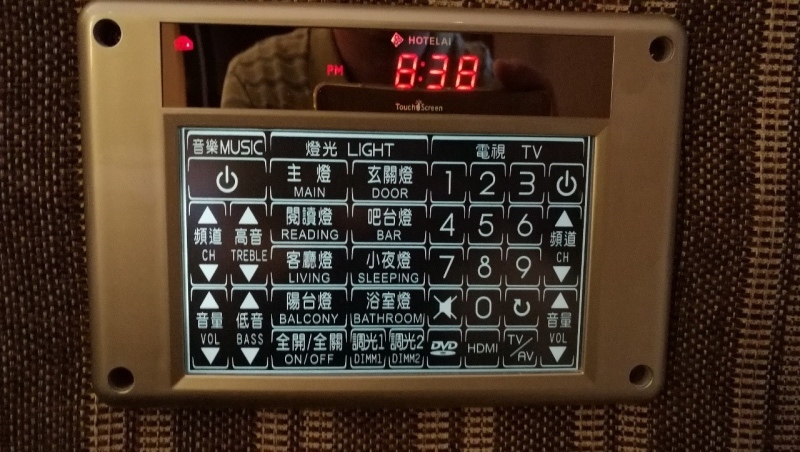 HOTELAI
PM 8:38
Touch Screen
音樂MUSIC
燈光 LIGHT
電視 TV
主 燈
MAIN
玄關燈
DOOR
1 2 3
閱讀燈
READING
吧台燈
BAR
4 5 6
頻道
CH
高音
TREBLE
頻道
CH
客廳燈
LIVING
小夜燈
SLEEPING
7 8 9
陽台燈
BALCONY
浴室燈
BATHROOM
0
音量
VOL
低音
BASS
音量
VOL
全開/全關
ON/OFF
調光1
DIMM1
調光2
DIMM2
DVD
HDMI
TV/AV